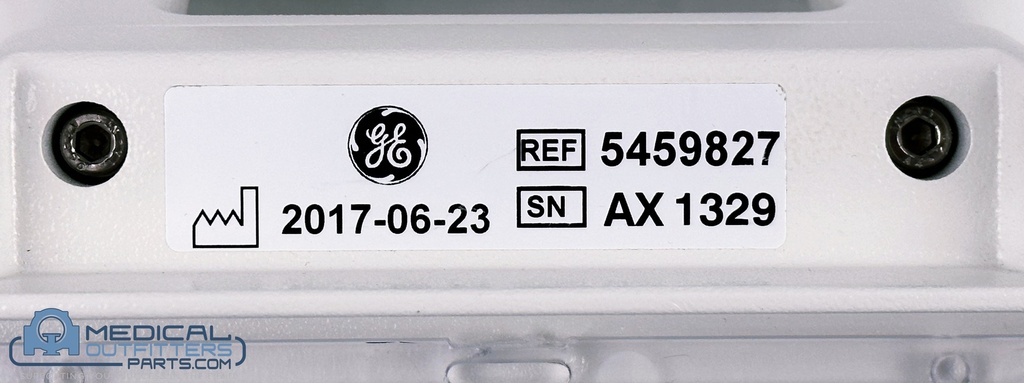 GE
REF 5459827
2017-06-23
SN AX 1329
MEDICAL
OUTFITTERS
PARTS.COM